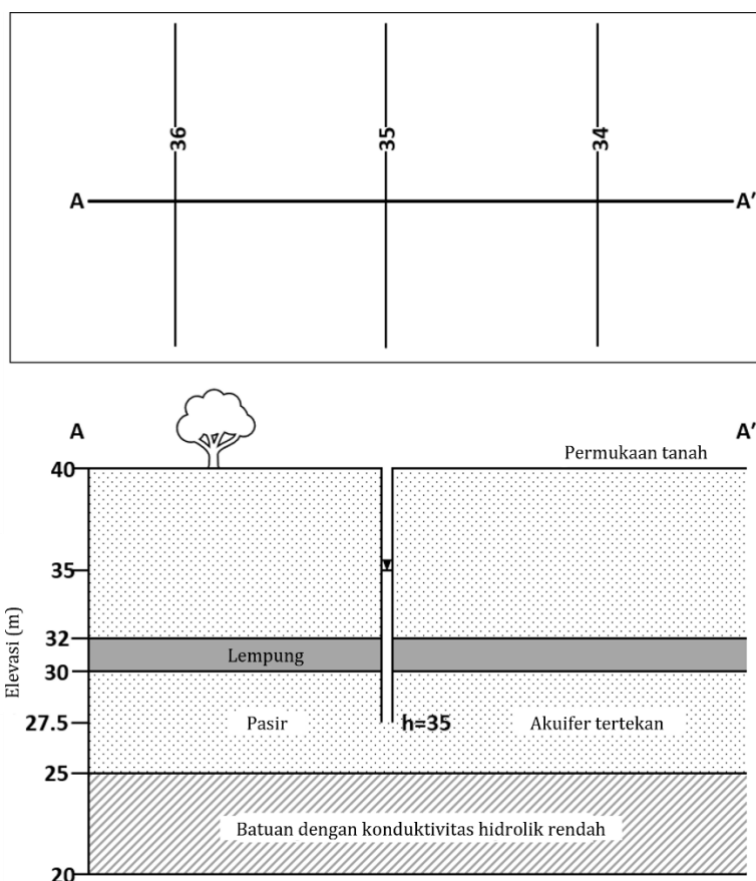 36
35
34
A
A'
A
A'
Permukaan tanah
40
35
Elevasi (m)
32
Lempung
30
27.5
Pasir
h=35
Akuifer tertekan
25
Batuan dengan konduktivitas hidrolik rendah
20